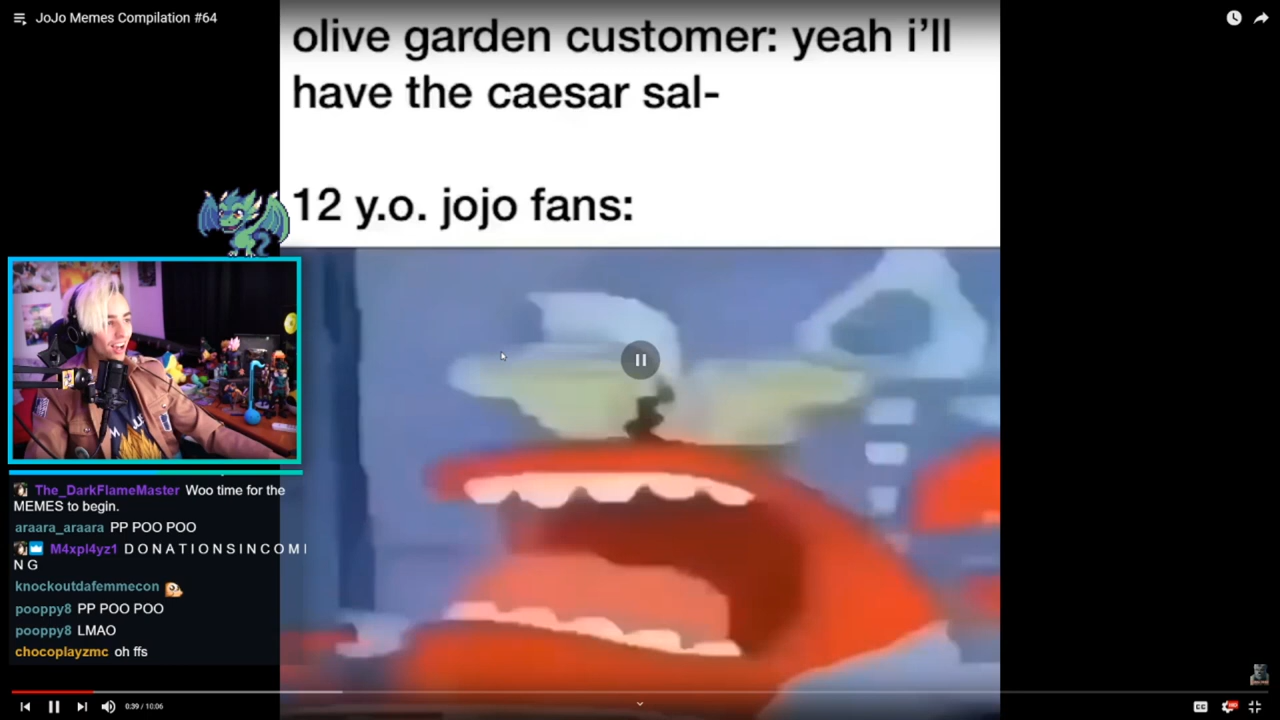 JoJo Memes Compilation #64
olive garden customer: yeah i'll
have the caesar sal-
12 y.o. jojo fans:
The_DarkFlameMaster Woo time for the
MEMES to begin.
araara_araara PP POO POO
M4xpl4yz1 D O N A T I O N S I N C O M I
N G
knockoutdafemmecon
pooppy8 PP POO POO
pooppy8 LMAO
chocoplayzmc oh ffs
0:39 / 10:06
CC
HD